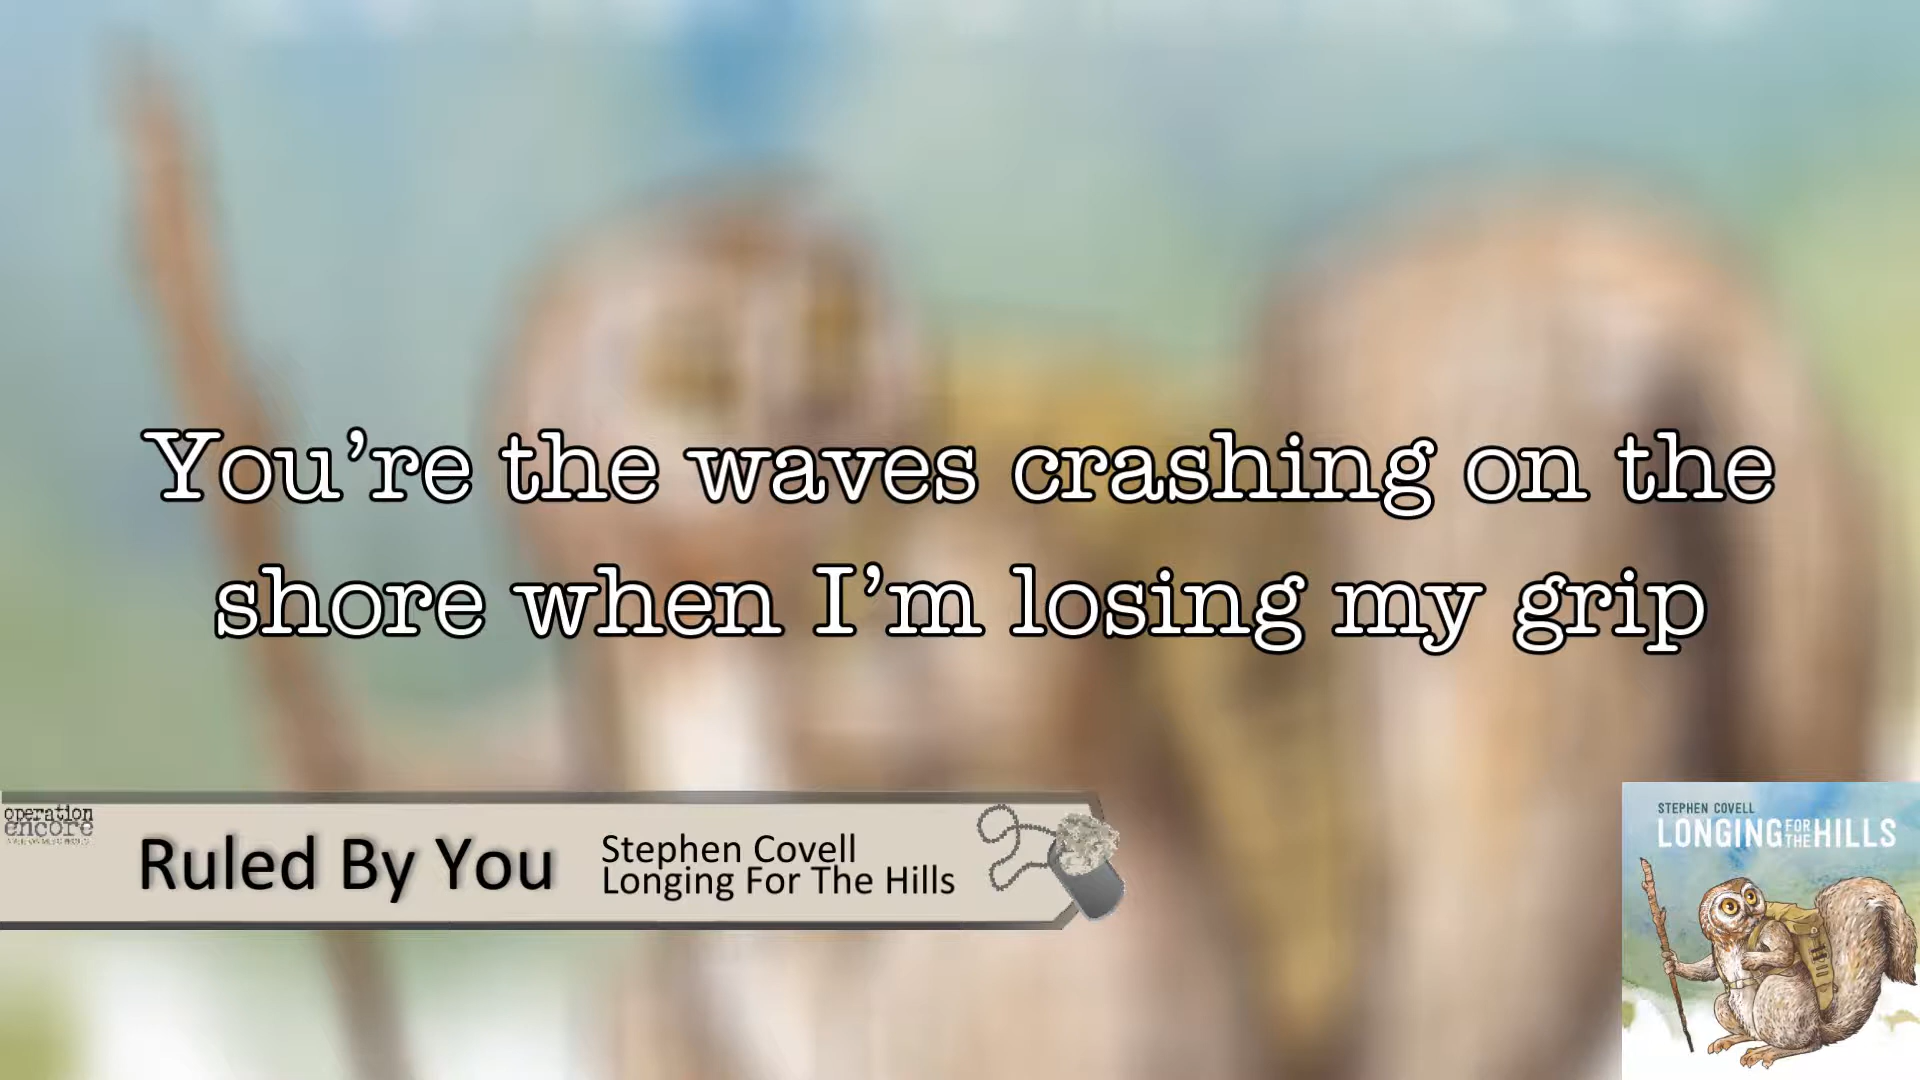 You’re the waves crashing on the
shore when I’m losing my grip
operation
encore
Ruled By You
Stephen Covell
Longing For The Hills
STEPHEN COVELL
LONGING FOR THE HILLS